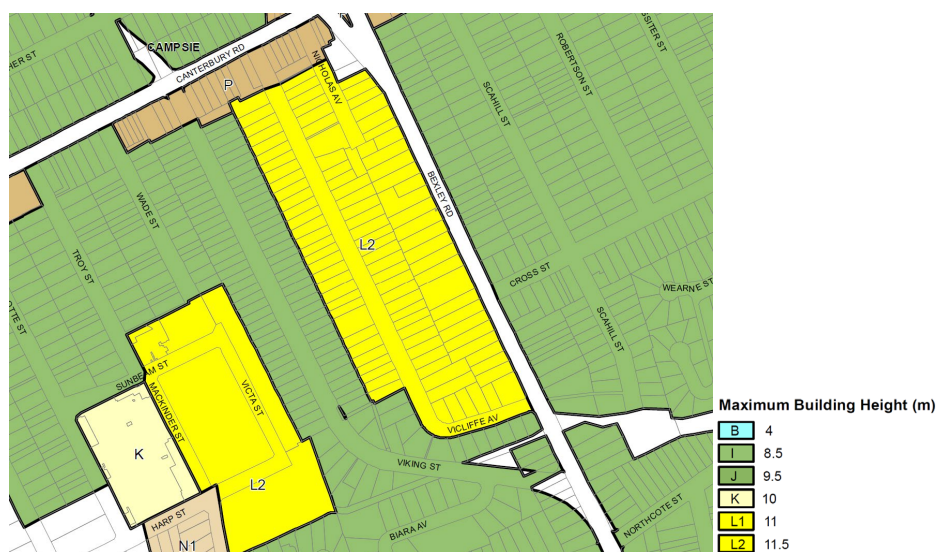 CAMPSIE
CANTERBURY RD
P
NICHOLAS AV
ROBERTSON ST
SCAHILL ST
WADE ST
BEXLEY RD
L2
TROY ST
CROSS ST
WEARNE ST
SCAHILL ST
SUNBEAM ST
MACKINDER ST
VICTA ST
K
VICLIFFE AV
VIKING ST
L2
HARP ST
N1
BIARA AV
NORTHCOTE ST
Maximum Building Height (m)
B 4
I 8.5
J 9.5
K 10
L1 11
L2 11.5